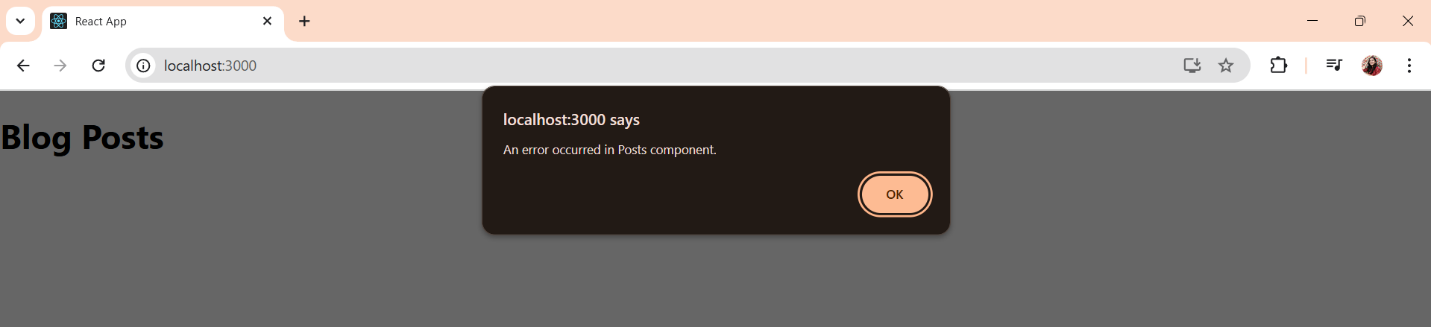 React App
localhost:3000
Blog Posts
localhost:3000 says
An error occurred in Posts component.
OK